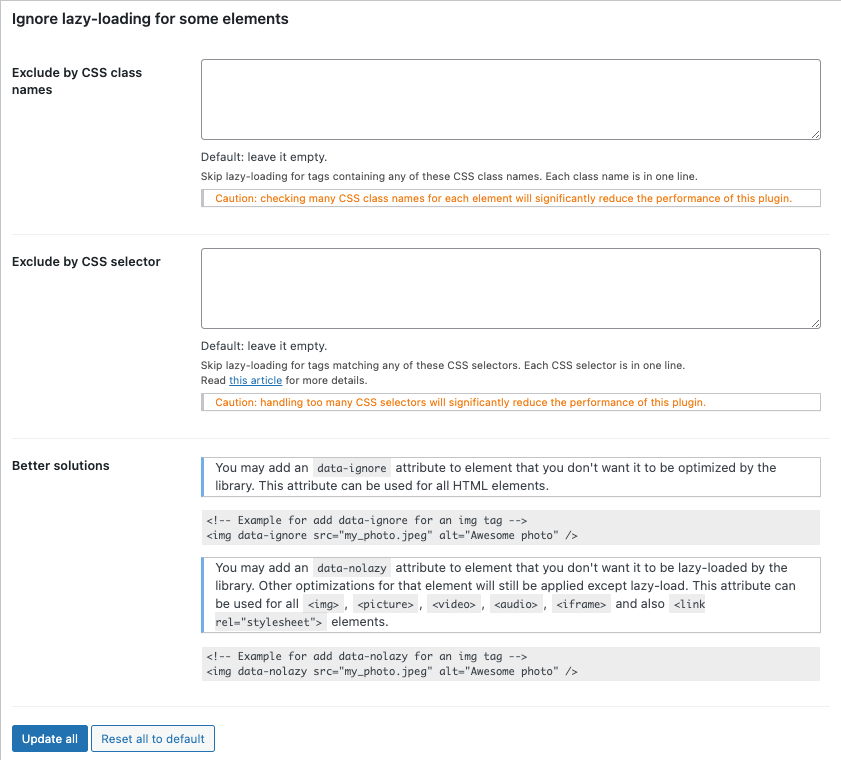 Ignore lazy-loading for some elements
Exclude by CSS class
names
Default: leave it empty.
Skip lazy-loading for tags containing any of these CSS class names. Each class name is in one line.
Caution: checking many CSS class names for each element will significantly reduce the performance of this plugin.
Exclude by CSS selector
Default: leave it empty.
Skip lazy-loading for tags matching any of these CSS selectors. Each CSS selector is in one line.
Read this article for more details.
Caution: handling too many CSS selectors will significantly reduce the performance of this plugin.
Better solutions
You may add an data-ignore attribute to element that you don't want it to be optimized by the
library. This attribute can be used for all HTML elements.
<!-- Example for add data-ignore for an img tag -->
<img data-ignore src="my_photo.jpeg" alt="Awesome photo" />
You may add an data-nolazy attribute to element that you don't want it to be lazy-loaded by the
library. Other optimizations for that element will still be applied except lazy-load. This attribute can
be used for all <img>, <picture>, <video>, <audio>, <iframe> and also <link
rel="stylesheet"> elements.
<!-- Example for add data-nolazy for an img tag -->
<img data-nolazy src="my_photo.jpeg" alt="Awesome photo" />
Update all
Reset all to default